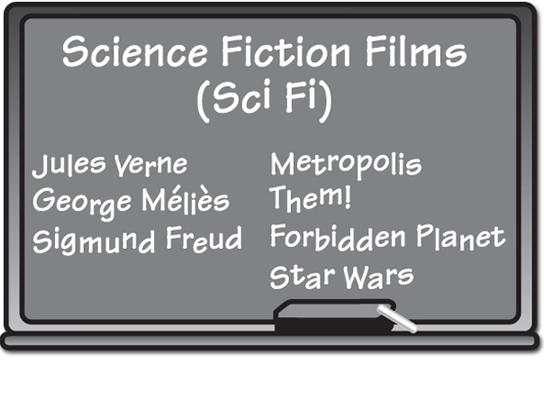 Science Fiction Films
(Sci Fi)
Jules Verne
George Méliès
Sigmund Freud
Metropolis
Them!
Forbidden Planet
Star Wars